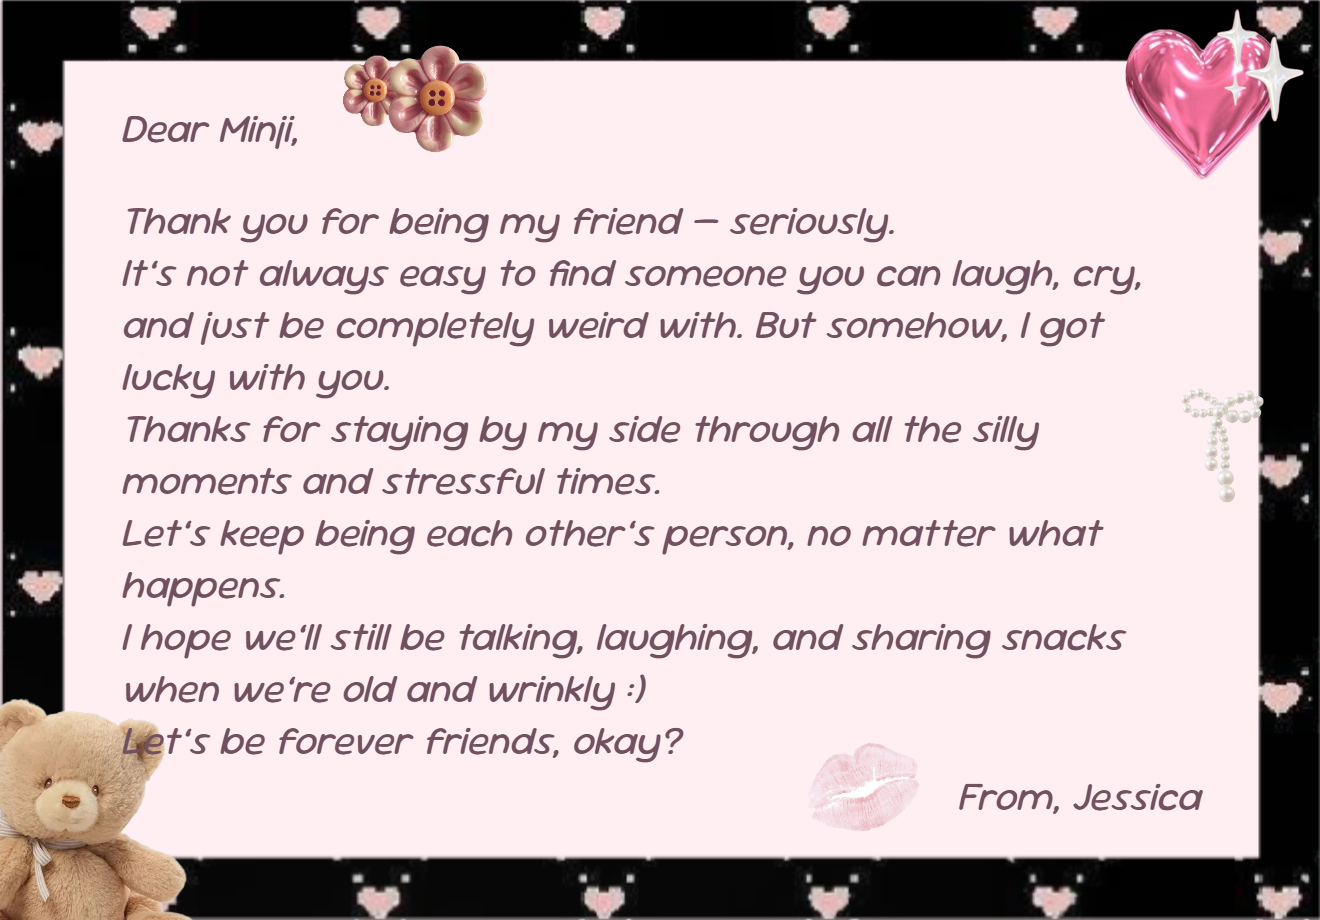 Dear Minji,
Thank you for being my friend – seriously.
It‘s not always easy to find someone you can laugh, cry,
and just be completely weird with. But somehow, I got
lucky with you.
Thanks for staying by my side through all the silly
moments and stressful times.
Let‘s keep being each other‘s person, no matter what
happens.
I hope we‘ll still be talking, laughing, and sharing snacks
when we‘re old and wrinkly :)
Let‘s be forever friends, okay?
From, Jessica